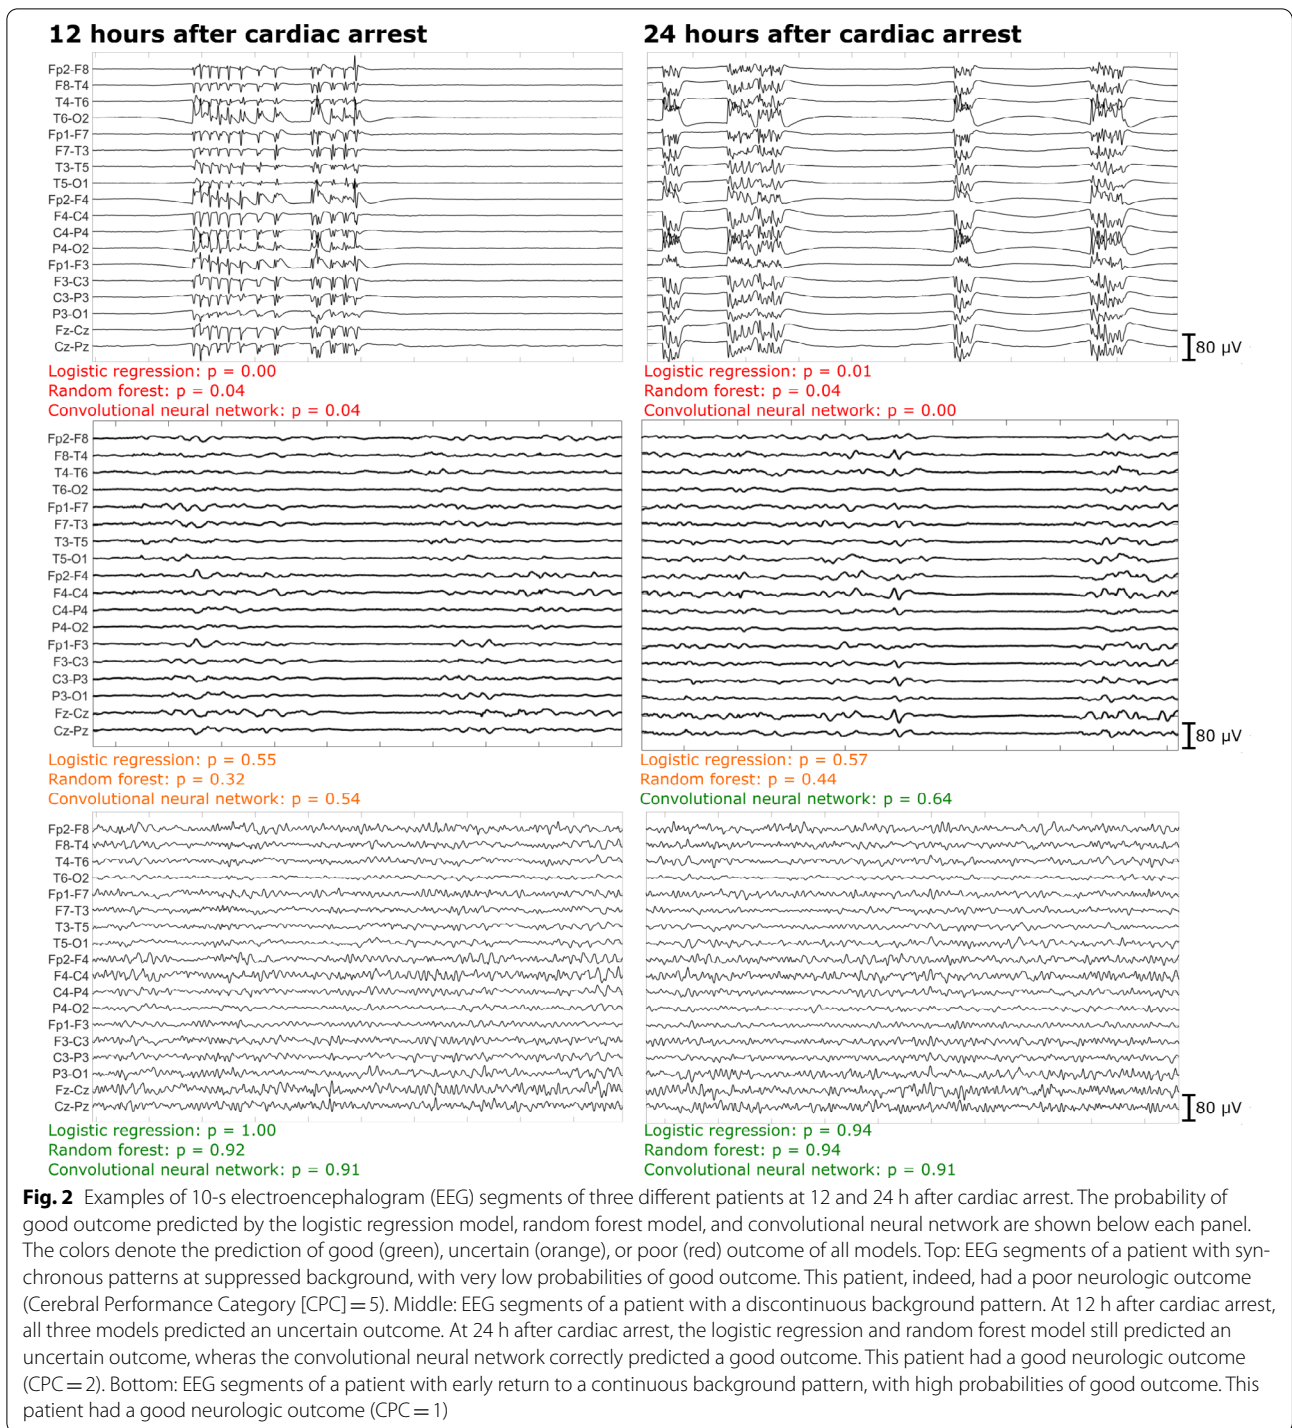 12 hours after cardiac arrest
24 hours after cardiac arrest
Fp2-F8
F8-T4
T4-T6
T6-O2
Fp1-F7
F7-T3
T3-T5
T5-O1
Fp2-F4
F4-C4
C4-P4
P4-O2
Fp1-F3
F3-C3
C3-P3
P3-O1
Fz-Cz
Cz-Pz
80 µV
Logistic regression: p = 0.00
Random forest: p = 0.04
Convolutional neural network: p = 0.04
Logistic regression: p = 0.01
Random forest: p = 0.04
Convolutional neural network: p = 0.00
Fp2-F8
F8-T4
T4-T6
T6-O2
Fp1-F7
F7-T3
T3-T5
T5-O1
Fp2-F4
F4-C4
C4-P4
P4-O2
Fp1-F3
F3-C3
C3-P3
P3-O1
Fz-Cz
Cz-Pz
80 µV
Logistic regression: p = 0.55
Random forest: p = 0.32
Convolutional neural network: p = 0.54
Logistic regression: p = 0.57
Random forest: p = 0.44
Convolutional neural network: p = 0.64
Fp2-F8
F8-T4
T4-T6
T6-O2
Fp1-F7
F7-T3
T3-T5
T5-O1
Fp2-F4
F4-C4
C4-P4
P4-O2
Fp1-F3
F3-C3
C3-P3
P3-O1
Fz-Cz
Cz-Pz
80 µV
Logistic regression: p = 1.00
Random forest: p = 0.92
Convolutional neural network: p = 0.91
Logistic regression: p = 0.94
Random forest: p = 0.94
Convolutional neural network: p = 0.91
Fig. 2 Examples of 10-s electroencephalogram (EEG) segments of three different patients at 12 and 24 h after cardiac arrest. The probability of
good outcome predicted by the logistic regression model, random forest model, and convolutional neural network are shown below each panel.
The colors denote the prediction of good (green), uncertain (orange), or poor (red) outcome of all models. Top: EEG segments of a patient with syn-
chronous patterns at suppressed background, with very low probabilities of good outcome. This patient, indeed, had a poor neurologic outcome
(Cerebral Performance Category [CPC] = 5). Middle: EEG segments of a patient with a discontinuous background pattern. At 12 h after cardiac arrest,
all three models predicted an uncertain outcome. At 24 h after cardiac arrest, the logistic regression and random forest model still predicted an
uncertain outcome, wheras the convolutional neural network correctly predicted a good outcome. This patient had a good neurologic outcome
(CPC = 2). Bottom: EEG segments of a patient with early return to a continuous background pattern, with high probabilities of good outcome. This
patient had a good neurologic outcome (CPC = 1)